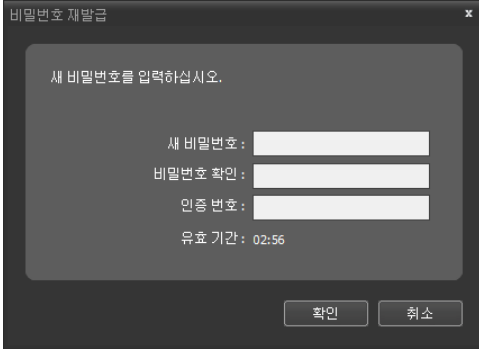 비밀번호 재발급 x
새 비밀번호를 입력하십시오.
새 비밀번호 :
비밀번호 확인 :
인증 번호 :
유효 기간 : 02:56
확인 취소